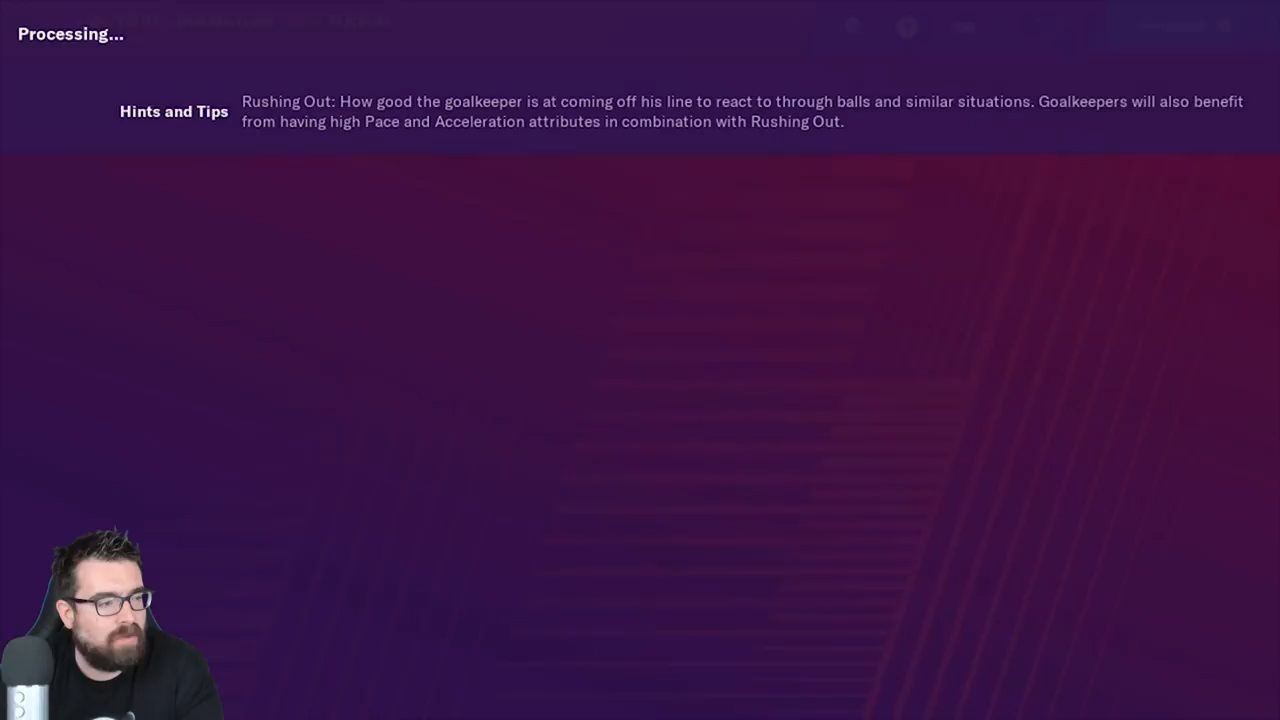 Processing...
Hints and Tips
Rushing Out: How good the goalkeeper is at coming off his line to react to through balls and similar situations. Goalkeepers will also benefit
from having high Pace and Acceleration attributes in combination with Rushing Out.